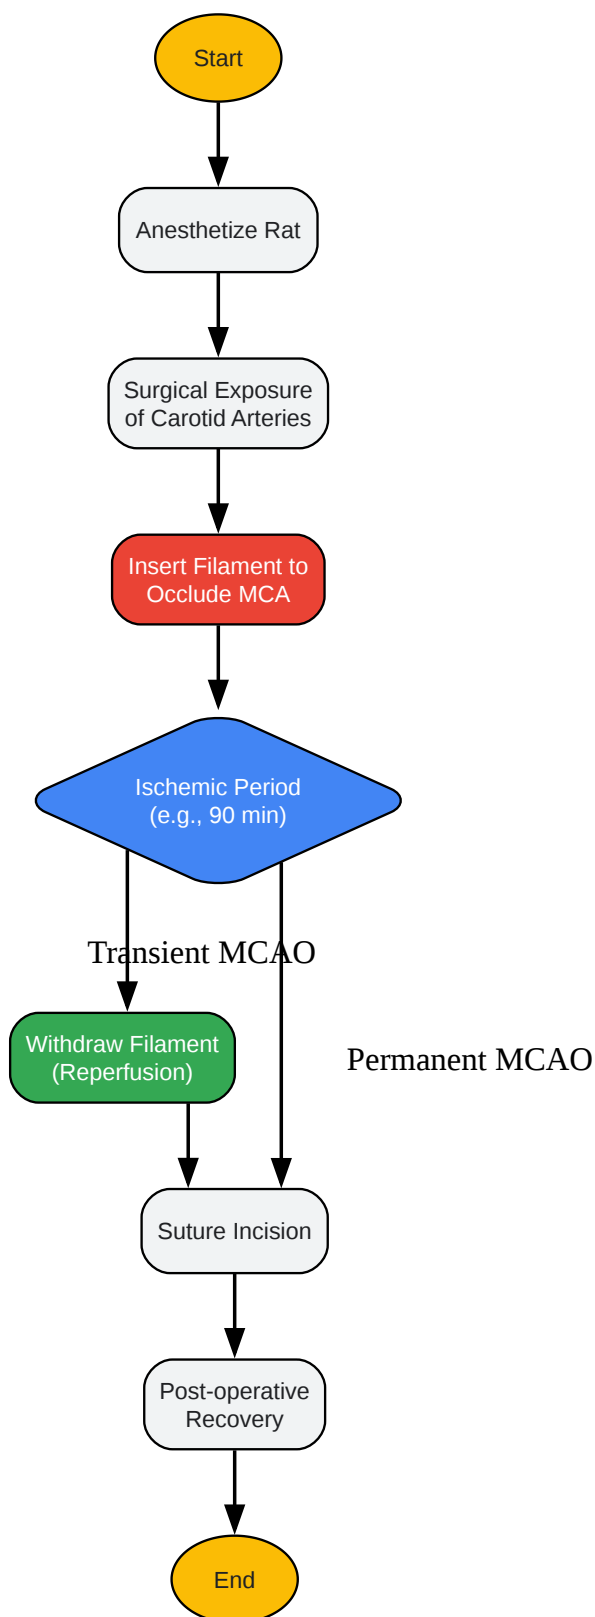 Start
Anesthetize Rat
Surgical Exposure
of Carotid Arteries
Insert Filament to
Occlude MCA
Ischemic Period
(e.g., 90 min)
Transient MCAO
Withdraw Filament
(Reperfusion)
Permanent MCAO
Suture Incision
Post-operative
Recovery
End